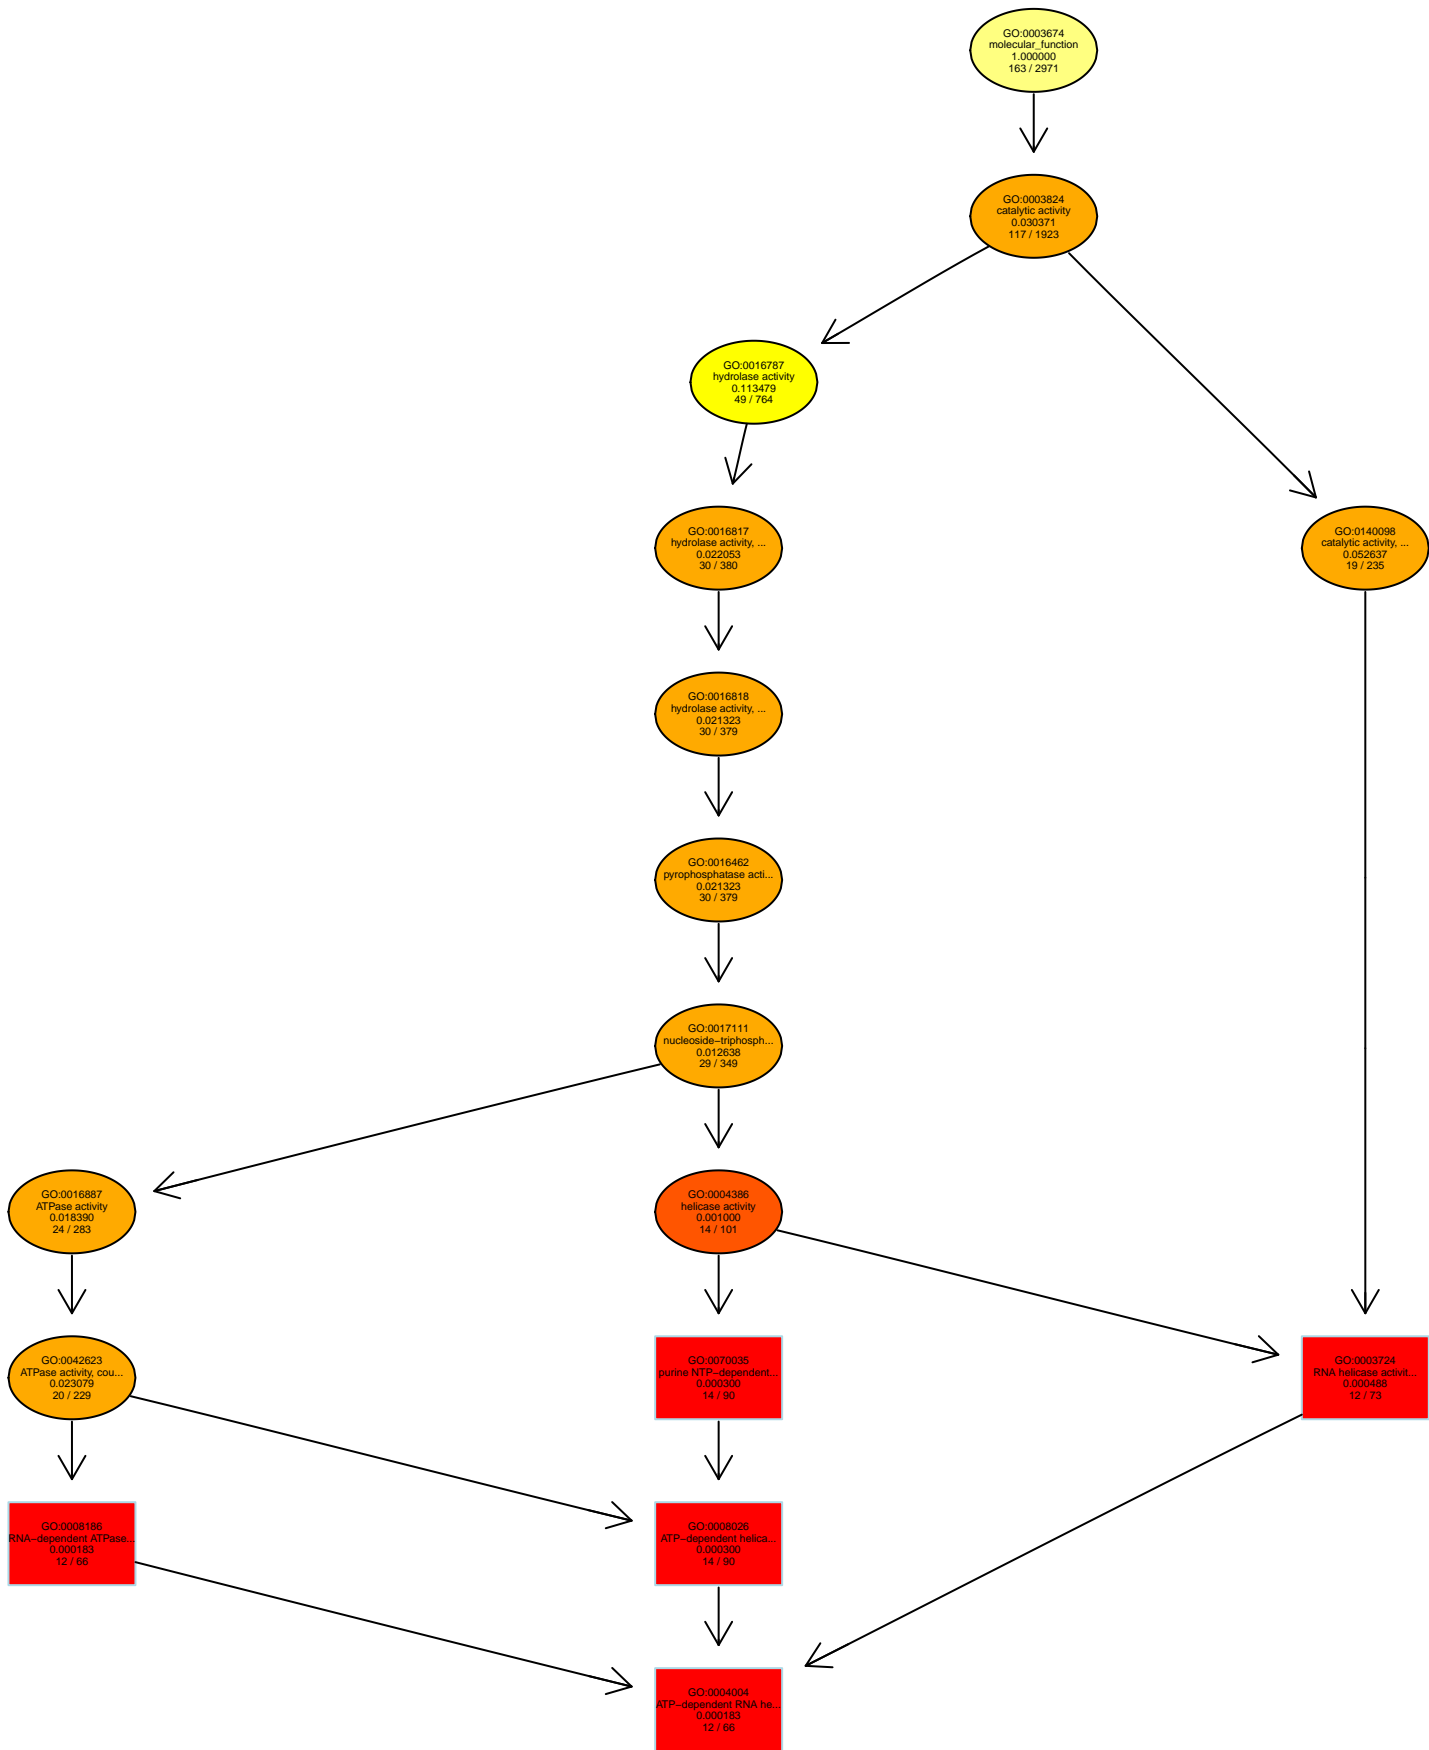 GO:0003674
molecular_function
1.000000
163 / 2971
GO:0003824
catalytic activity
0.030371
117 / 1923
GO:0016787
hydrolase activity
0.113479
49 / 764
GO:0016817
hydrolase activity, ...
0.022053
30 / 380
GO:0140098
catalytic activity, ...
0.052637
19 / 235
GO:0016818
hydrolase activity, ...
0.021323
30 / 379
GO:0016462
pyrophosphatase acti...
0.021323
30 / 379
GO:0017111
nucleoside−triphosph...
0.012638
29 / 349
GO:0016887
ATPase activity
0.018390
24 / 283
GO:0004386
helicase activity
0.001000
14 / 101
GO:0042623
ATPase activity, cou...
0.023079
20 / 229
GO:0070035
purine NTP−dependent...
0.000300
14 / 90
GO:0003724
RNA helicase activit...
0.000488
12 / 73
GO:0008186
RNA−dependent ATPase...
0.000183
12 / 66
GO:0008026
ATP−dependent helica...
0.000300
14 / 90
GO:0004004
ATP−dependent RNA he...
0.000183
12 / 66